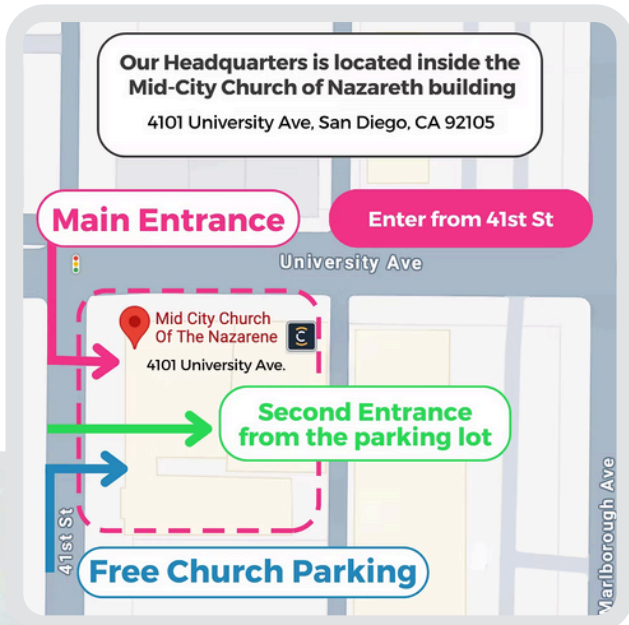 Our Headquarters is located inside the
Mid-City Church of Nazareth building
4101 University Ave, San Diego, CA 92105
Main Entrance
Enter from 41st St
University Ave
Mid City Church
Of The Nazarene
4101 University Ave.
Second Entrance
from the parking lot
41st St
Marlborough Ave
Free Church Parking